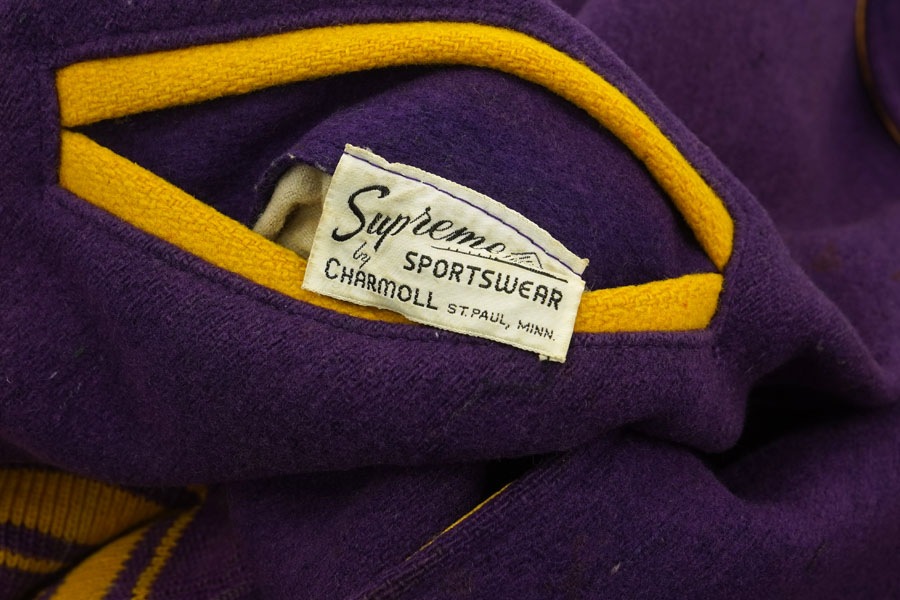 Supreme
by SPORTSWEAR
CHARMOLL ST. PAUL, MINN.